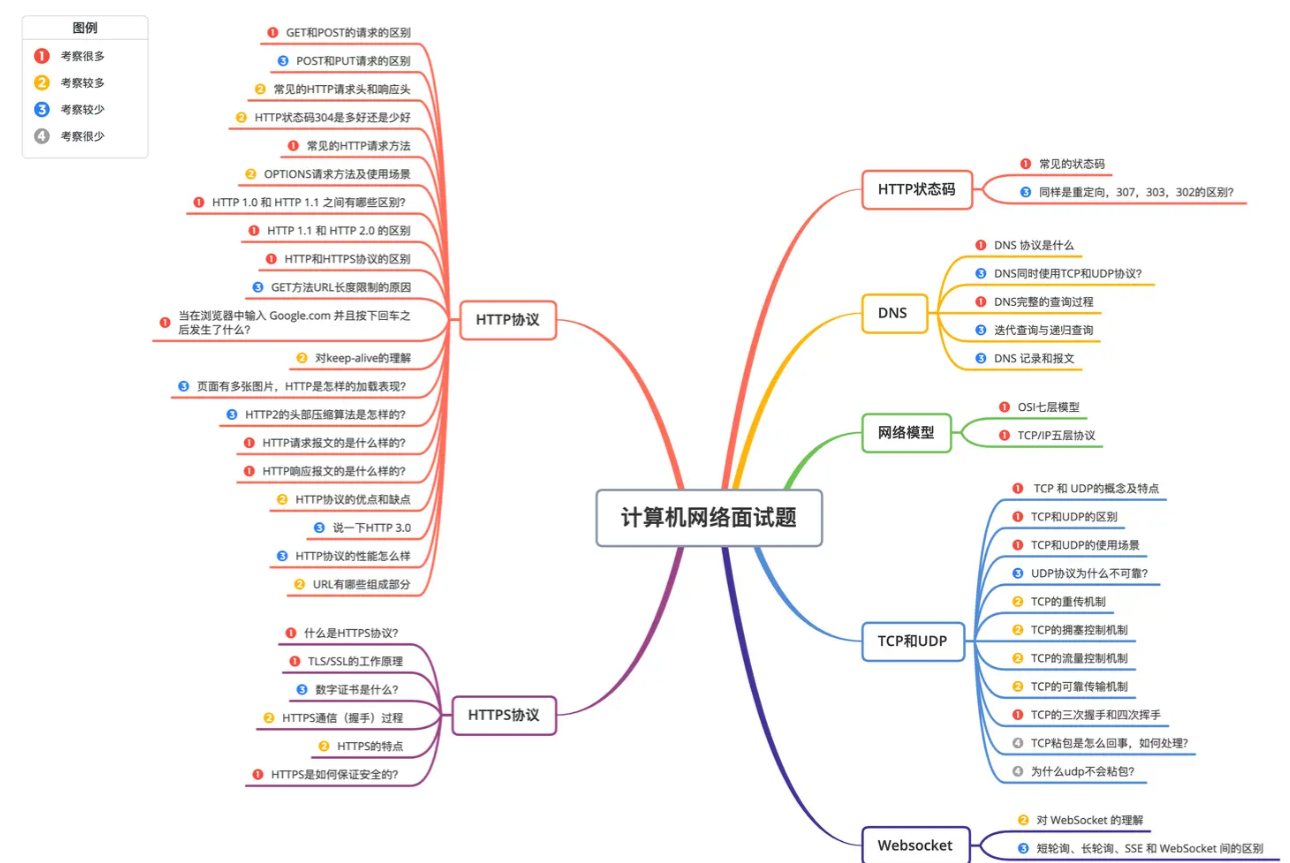 图例
1 考察很多
2 考察较多
3 考察较少
4 考察很少
计算机网络面试题
HTTP协议
1 GET和POST的请求的区别
3 POST和PUT请求的区别
2 常见的HTTP请求头和响应头
2 HTTP状态码304是多好还是少好
1 常见的HTTP请求方法
2 OPTIONS请求方法及使用场景
1 HTTP 1.0 和 HTTP 1.1 之间有哪些区别?
1 HTTP 1.1 和 HTTP 2.0 的区别
1 HTTP和HTTPS协议的区别
3 GET方法URL长度限制的原因
1 当在浏览器中输入 Google.com 并且按下回车之
后发生了什么?
2 对keep-alive的理解
3 页面有多张图片，HTTP是怎样的加载表现?
3 HTTP2的头部压缩算法是怎样的?
1 HTTP请求报文的是什么样的?
1 HTTP响应报文的是什么样的?
2 HTTP协议的优点和缺点
3 说一下HTTP 3.0
3 HTTP协议的性能怎么样
2 URL有哪些组成部分
HTTPS协议
1 什么是HTTPS协议?
1 TLS/SSL的工作原理
3 数字证书是什么?
2 HTTPS通信（握手）过程
2 HTTPS的特点
1 HTTPS是如何保证安全的?
HTTP状态码
1 常见的状态码
3 同样是重定向，307，303，302的区别?
DNS
1 DNS 协议是什么
3 DNS同时使用TCP和UDP协议?
1 DNS完整的查询过程
3 迭代查询与递归查询
3 DNS 记录和报文
网络模型
1 OSI七层模型
1 TCP/IP五层协议
TCP和UDP
1 TCP 和 UDP的概念及特点
1 TCP和UDP的区别
1 TCP和UDP的使用场景
3 UDP协议为什么不可靠?
2 TCP的重传机制
2 TCP的拥塞控制机制
2 TCP的流量控制机制
2 TCP的可靠传输机制
1 TCP的三次握手和四次挥手
4 TCP粘包是怎么回事，如何处理?
4 为什么udp不会粘包?
Websocket
2 对 WebSocket 的理解
3 短轮询、长轮询、SSE 和 WebSocket 间的区别